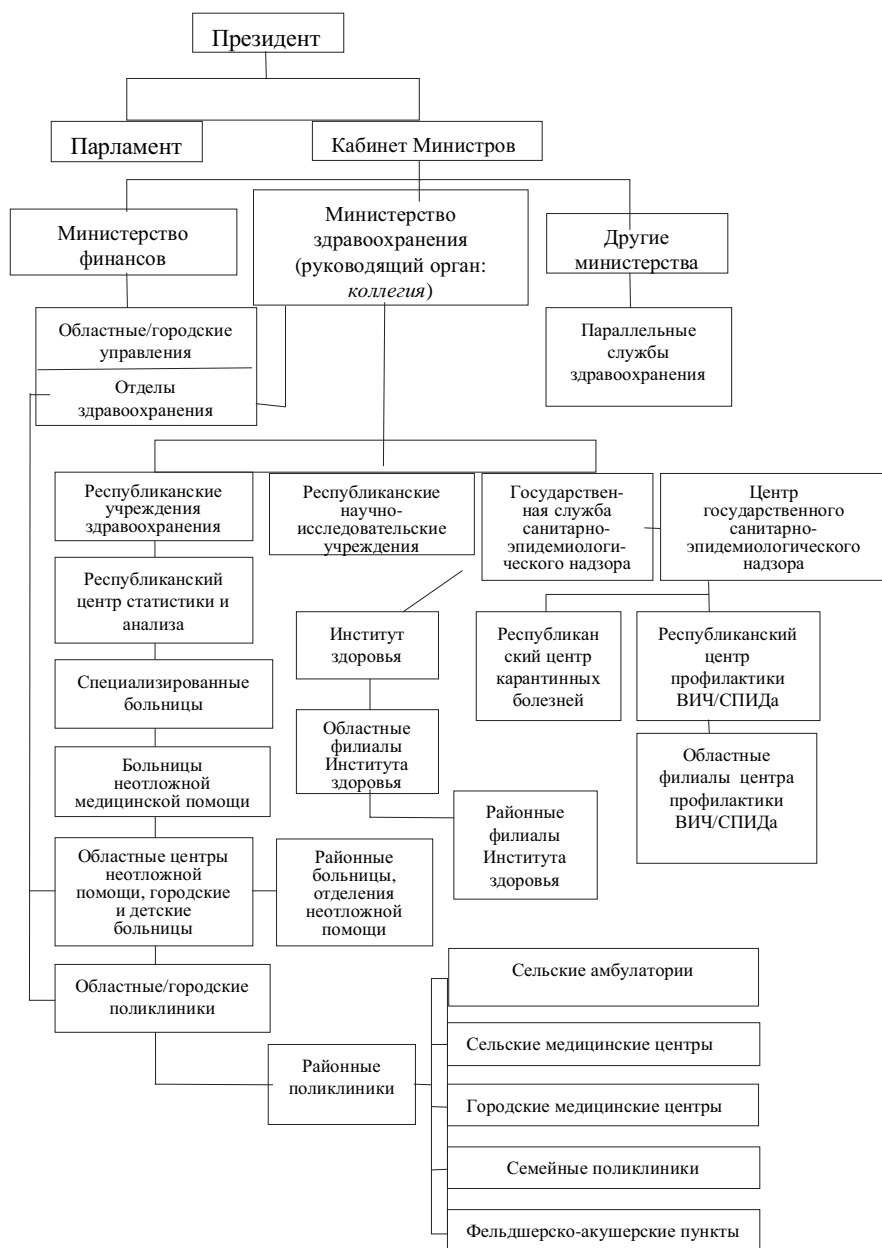 Президент
Парламент
Кабинет Министров
Министерство
финансов
Министерство
здравоохранения
(руководящий орган:
коллегия)
Другие
министерства
Областные/городские
управления
Отделы
здравоохранения
Параллельные
службы
здравоохранения
Республиканские
учреждения
здравоохранения
Республиканские
научно-
исследовательские
учреждения
Государствен-
ная служба
санитарно-
эпидемиологи-
ческого надзора
Центр
государственного
санитарно-
эпидемиологического
надзора
Республиканский
центр статистики и
анализа
Институт
здоровья
Республикан
ский центр
карантинных
болезней
Республиканский
центр
профилактики
ВИЧ/СПИДа
Специализированные
больницы
Областные
филиалы
Института
здоровья
Областные
филиалы центра
профилактики
ВИЧ/СПИДа
Больницы
неотложной
медицинской помощи
Районные
филиалы
Института
здоровья
Областные центры
неотложной
помощи, городские
и детские
больницы
Районные
больницы,
отделения
неотложной
помощи
Областные/городские
поликлиники
Районные
поликлиники
Сельские амбулатории
Сельские медицинские центры
Городские медицинские центры
Семейные поликлиники
Фельдшерско-акушерские пункты